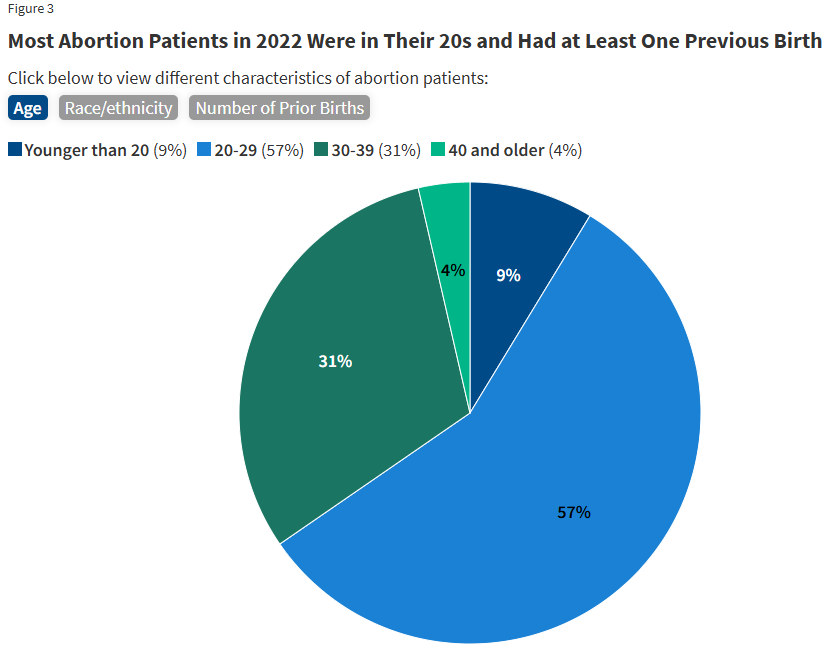 Figure 3
Most Abortion Patients in 2022 Were in Their 20s and Had at Least One Previous Birth
Click below to view different characteristics of abortion patients:
Age Race/ethnicity Number of Prior Births
Younger than 20 (9%) 20-29 (57%) 30-39 (31%) 40 and older (4%)
4%
9%
31%
57%